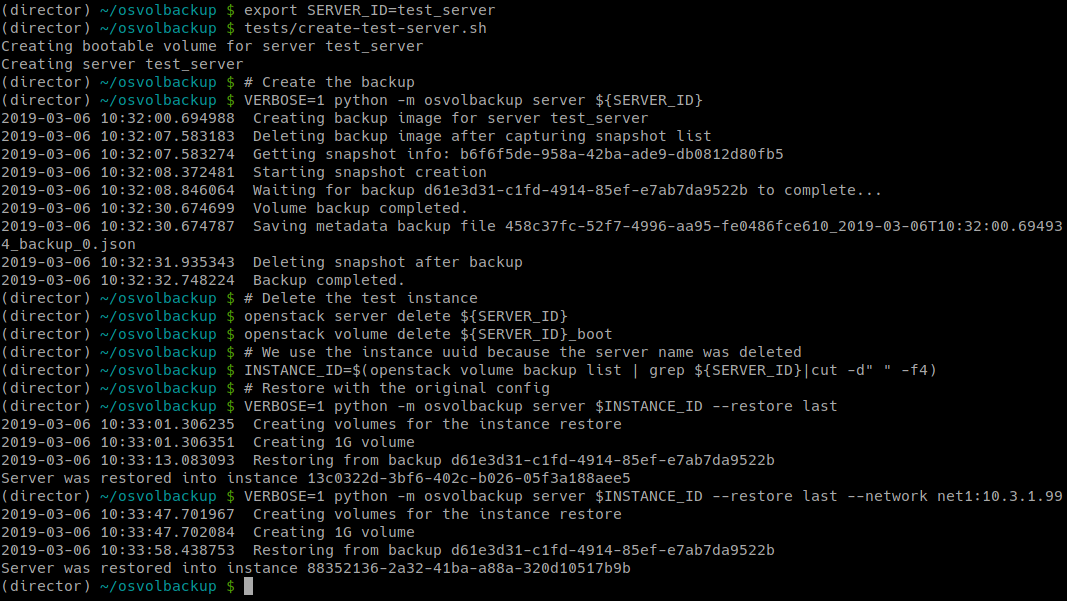 (director) ~/osvolbackup $ export SERVER_ID=test_server
(director) ~/osvolbackup $ tests/create-test-server.sh
Creating bootable volume for server test_server
Creating server test_server
(director) ~/osvolbackup $ # Create the backup
(director) ~/osvolbackup $ VERBOSE=1 python -m osvolbackup server ${SERVER_ID}
2019-03-06 10:32:00.694988  Creating backup image for server test_server
2019-03-06 10:32:07.583183  Deleting backup image after capturing snapshot list
2019-03-06 10:32:07.583274  Getting snapshot info: b6f6f5de-958a-42ba-ade9-db0812d80fb5
2019-03-06 10:32:08.372481  Starting snapshot creation
2019-03-06 10:32:08.846064  Waiting for backup d61e3d31-c1fd-4914-85ef-e7ab7da9522b to complete...
2019-03-06 10:32:30.674699  Volume backup completed.
2019-03-06 10:32:30.674787  Saving metadata backup file 458c37fc-52f7-4996-aa95-fe0486fce610_2019-03-06T10:32:00.69493
4_backup_0.json
2019-03-06 10:32:31.935343  Deleting snapshot after backup
2019-03-06 10:32:32.748224  Backup completed.
(director) ~/osvolbackup $ # Delete the test instance
(director) ~/osvolbackup $ openstack server delete ${SERVER_ID}
(director) ~/osvolbackup $ openstack volume delete ${SERVER_ID}_boot
(director) ~/osvolbackup $ # We use the instance uuid because the server name was deleted
(director) ~/osvolbackup $ INSTANCE_ID=$(openstack volume backup list | grep ${SERVER_ID}|cut -d" " -f4)
(director) ~/osvolbackup $ # Restore with the original config
(director) ~/osvolbackup $ VERBOSE=1 python -m osvolbackup server $INSTANCE_ID --restore last
2019-03-06 10:33:01.306235  Creating volumes for the instance restore
2019-03-06 10:33:01.306351  Creating 1G volume
2019-03-06 10:33:13.083093  Restoring from backup d61e3d31-c1fd-4914-85ef-e7ab7da9522b
Server was restored into instance 13c0322d-3bf6-402c-b026-05f3a188aee5
(director) ~/osvolbackup $ VERBOSE=1 python -m osvolbackup server $INSTANCE_ID --restore last --network net1:10.3.1.99
2019-03-06 10:33:47.701967  Creating volumes for the instance restore
2019-03-06 10:33:47.702084  Creating 1G volume
2019-03-06 10:33:58.438753  Restoring from backup d61e3d31-c1fd-4914-85ef-e7ab7da9522b
Server was restored into instance 88352136-2a32-41ba-a88a-320d10517b9b
(director) ~/osvolbackup $